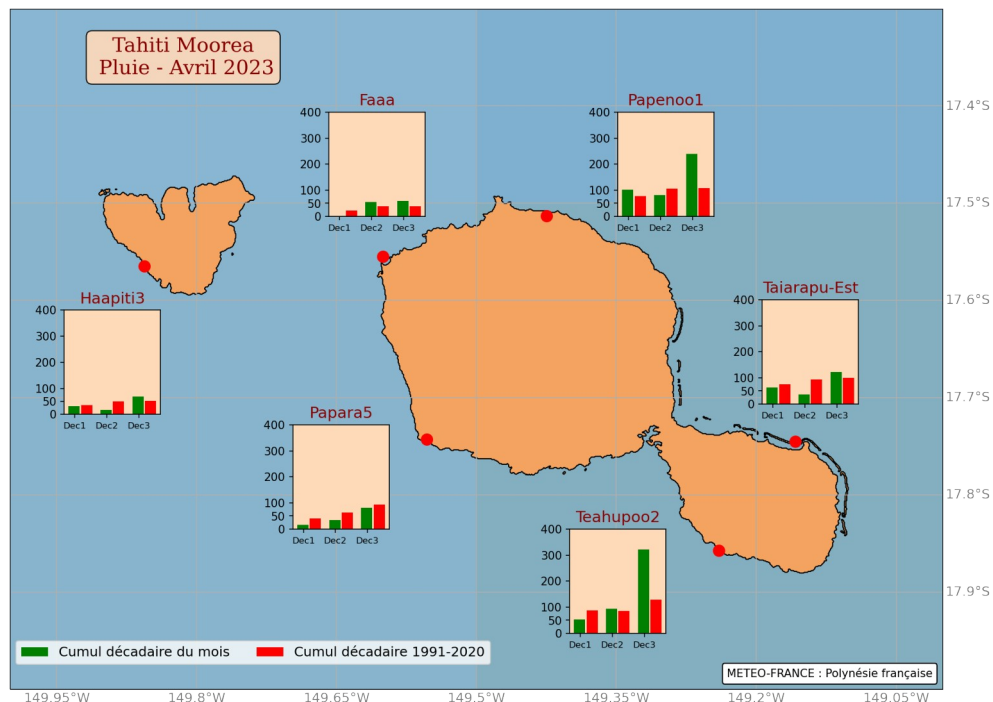 Tahiti Moorea
Pluie - Avril 2023
Faaa
400
300
200
100
50
0
Dec1 Dec2 Dec3
Papenoo1
400
300
200
100
50
0
Dec1 Dec2 Dec3
17.4°S
17.5°S
17.6°S
17.7°S
17.8°S
17.9°S
Haapiti3
400
300
200
100
50
0
Dec1 Dec2 Dec3
Taiarapu-Est
400
300
200
100
50
0
Dec1 Dec2 Dec3
Papara5
400
300
200
100
50
0
Dec1 Dec2 Dec3
Teahupoo2
400
300
200
100
50
0
Dec1 Dec2 Dec3
Cumul décadaire du mois Cumul décadaire 1991-2020
METEO-FRANCE : Polynésie française
149.95°W 149.8°W 149.65°W 149.5°W 149.35°W 149.2°W 149.05°W